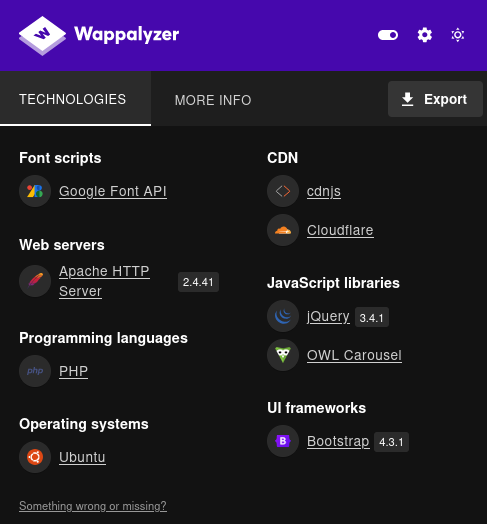 Wappalyzer
TECHNOLOGIES
MORE INFO
Export
Font scripts
Google Font API
Web servers
Apache HTTP
Server
2.4.41
Programming languages
php
PHP
Operating systems
Ubuntu
CDN
cdnjs
Cloudflare
JavaScript libraries
jQuery 3.4.1
OWL Carousel
UI frameworks
B
Bootstrap 4.3.1
Something wrong or missing?